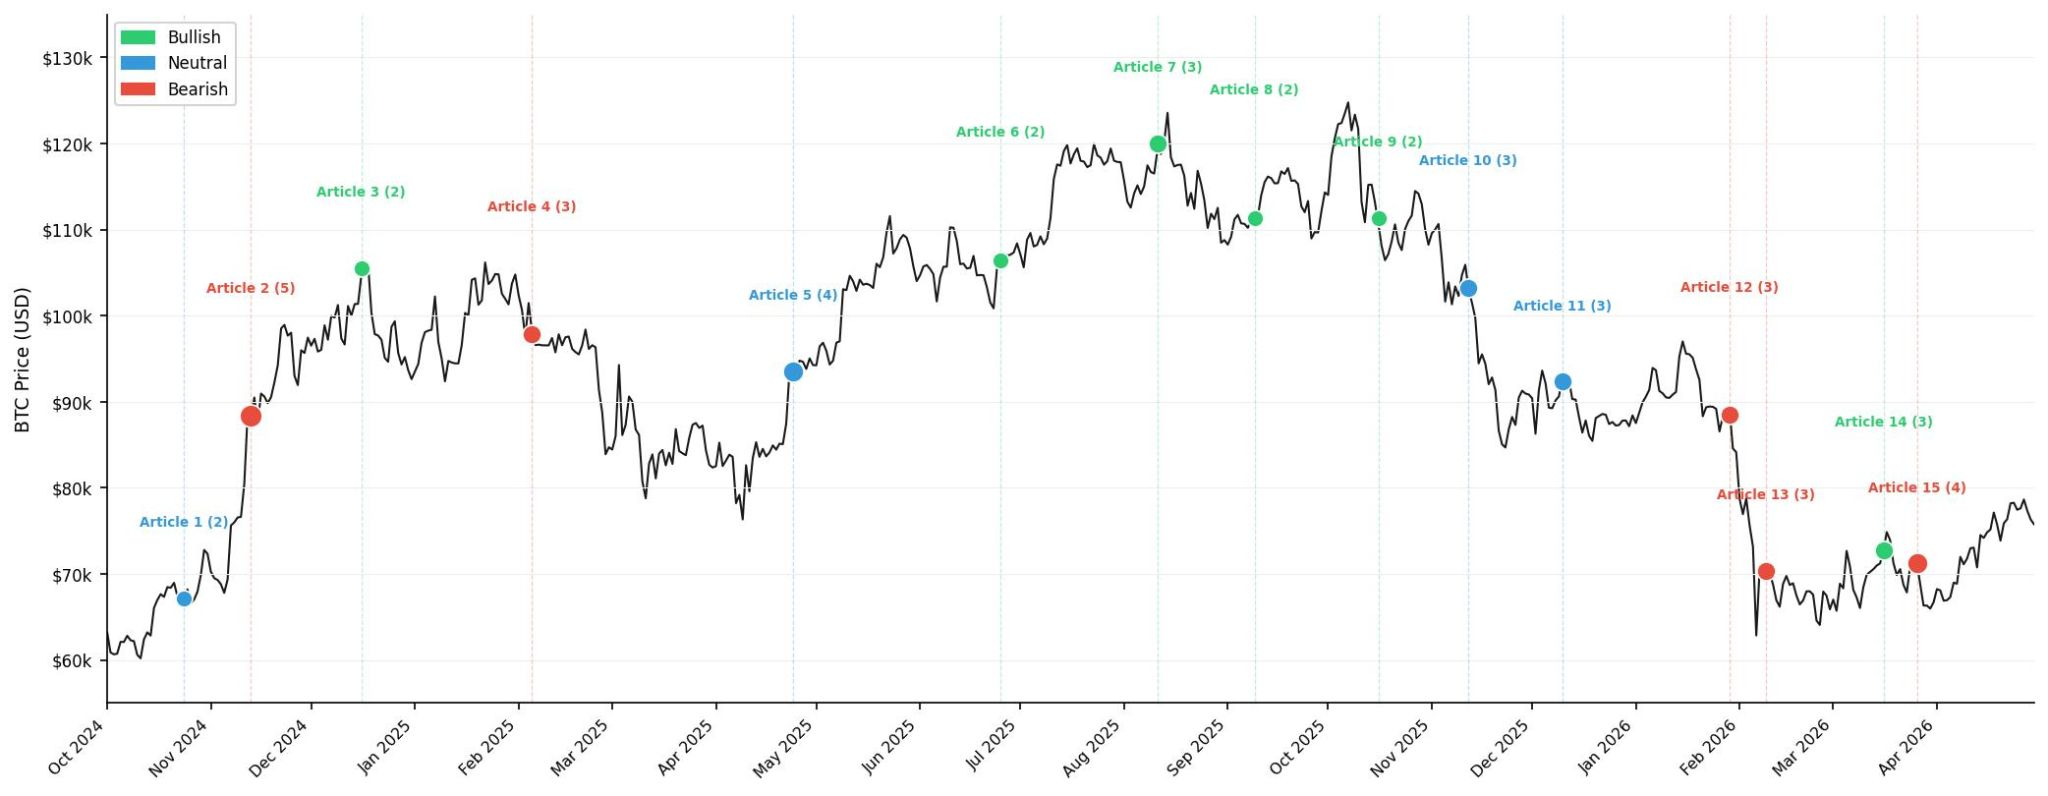 Bullish
Neutral
Bearish
$130k
$120k
$110k
$100k
$90k
$80k
$70k
$60k
BTC Price (USD)
Article 1 (2)
Article 2 (5)
Article 3 (2)
Article 4 (3)
Article 5 (4)
Article 6 (2)
Article 7 (3)
Article 8 (2)
Article 9 (2)
Article 10 (3)
Article 11 (3)
Article 12 (3)
Article 13 (3)
Article 14 (3)
Article 15 (4)
Oct 2024
Nov 2024
Dec 2024
Jan 2025
Feb 2025
Mar 2025
Apr 2025
May 2025
Jun 2025
Jul 2025
Aug 2025
Sep 2025
Oct 2025
Nov 2025
Dec 2025
Jan 2026
Feb 2026
Mar 2026
Apr 2026